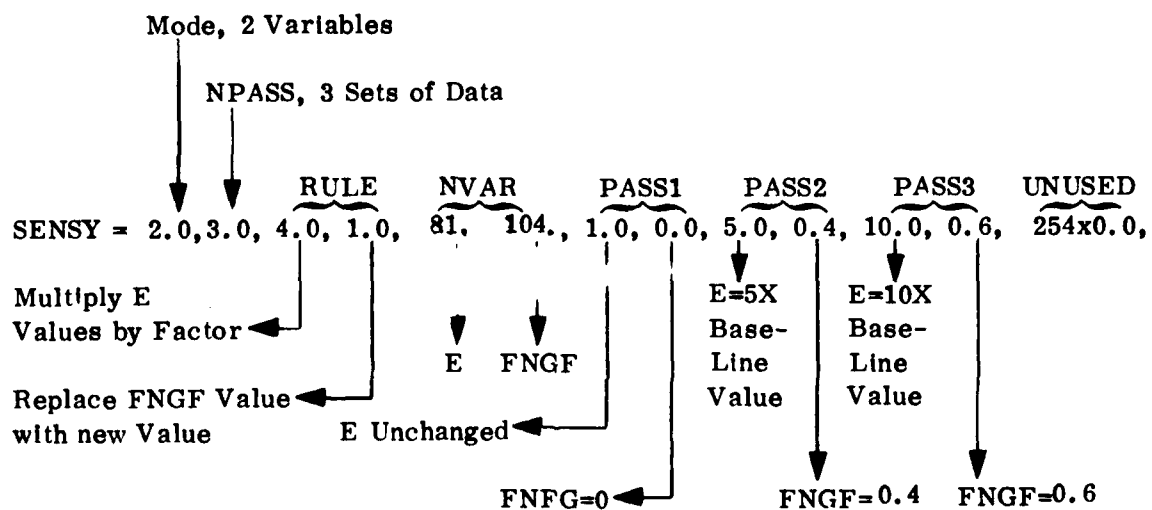 Mode, 2 Variables
NPASS, 3 Sets of Data
RULE NVAR PASS1 PASS2 PASS3 UNUSED
SENSY = 2.0,3.0, 4.0, 1.0, 81. 104., 1.0, 0.0, 5.0, 0.4, 10.0, 0.6, 254x0.0,
Multiply E
Values by Factor
E FNGF
E=5X
Base-
Line
Value
E=10X
Base-
Line
Value
Replace FNGF Value
with new Value
E Unchanged
FNFG=0
FNGF=0.4
FNGF=0.6